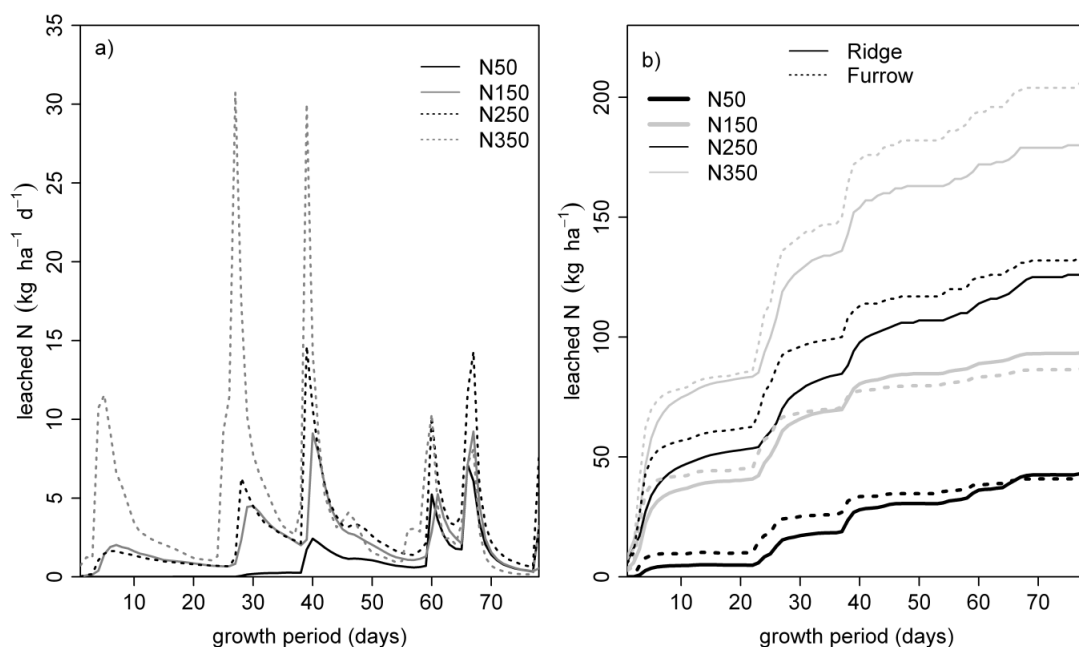 a)
N50
N150
N250
N350
35
30
25
20
15
10
5
0
leached N (kg ha⁻¹ d⁻¹)
10 20 30 40 50 60 70
growth period (days)
b)
Ridge
Furrow
N50
N150
N250
N350
200
150
100
50
0
leached N (kg ha⁻¹)
10 20 30 40 50 60 70
growth period (days)